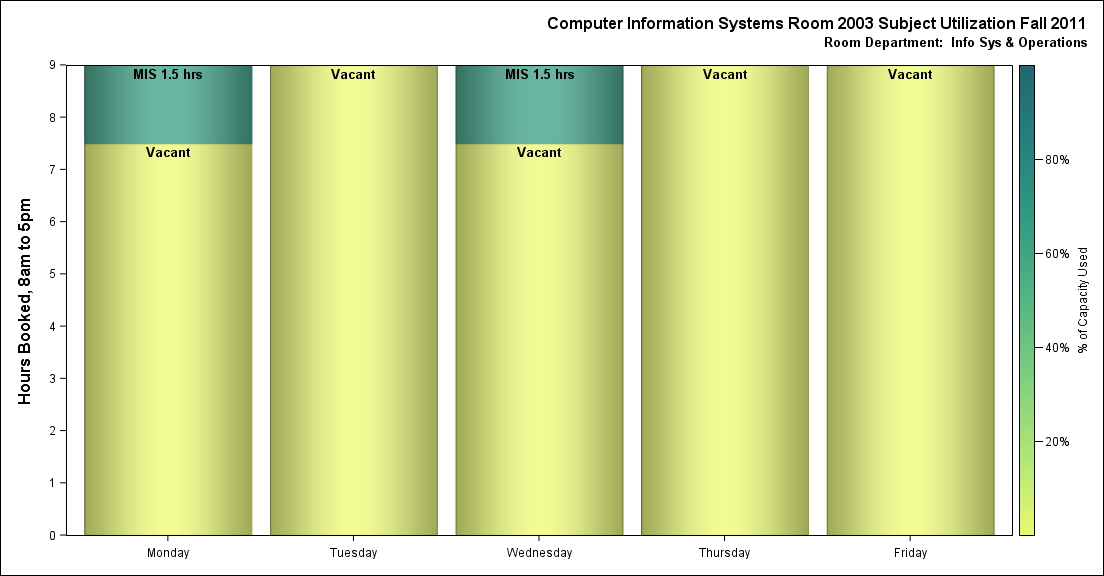 Computer Information Systems Room 2003 Subject Utilization Fall 2011
Room Department: Info Sys & Operations
Hours Booked, 8am to 5pm
9
8
7
6
5
4
3
2
1
0
MIS 1.5 hrs
Vacant
Vacant
MIS 1.5 hrs
Vacant
Vacant
Vacant
Monday
Tuesday
Wednesday
Thursday
Friday
80%
60%
40%
20%
% of Capacity Used